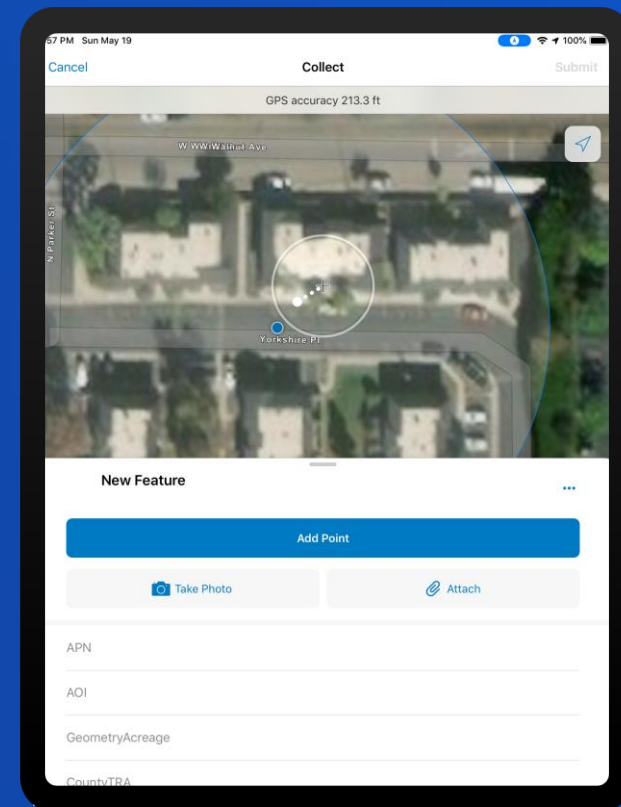 57 PM Sun May 19
100%
Cancel
Collect
Submit
GPS accuracy 213.3 ft
W WWiWalnut Ave
N Parker St
Yorkshire Pl
New Feature
Add Point
Take Photo
Attach
APN
AOI
GeometryAcreage
CountyTRA